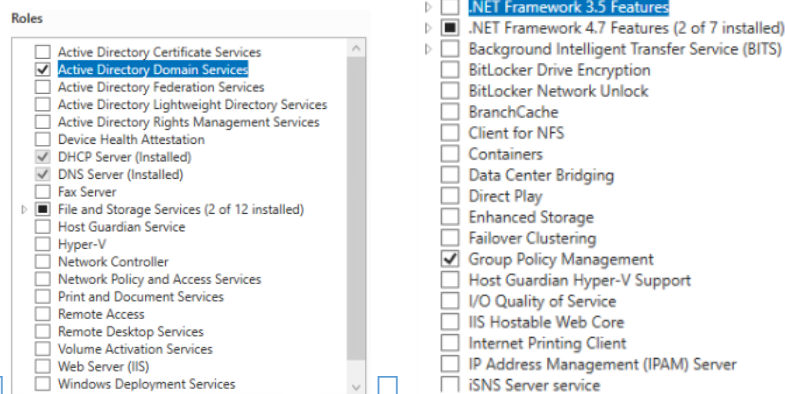 Roles
Active Directory Certificate Services
Active Directory Domain Services
Active Directory Federation Services
Active Directory Lightweight Directory Services
Active Directory Rights Management Services
Device Health Attestation
DHCP Server (Installed)
DNS Server (Installed)
Fax Server
File and Storage Services (2 of 12 installed)
Host Guardian Service
Hyper-V
Network Controller
Network Policy and Access Services
Print and Document Services
Remote Access
Remote Desktop Services
Volume Activation Services
Web Server (IIS)
Windows Deployment Services
.NET Framework 3.5 Features
.NET Framework 4.7 Features (2 of 7 installed)
Background Intelligent Transfer Service (BITS)
BitLocker Drive Encryption
BitLocker Network Unlock
BranchCache
Client for NFS
Containers
Data Center Bridging
Direct Play
Enhanced Storage
Failover Clustering
Group Policy Management
Host Guardian Hyper-V Support
I/O Quality of Service
IIS Hostable Web Core
Internet Printing Client
IP Address Management (IPAM) Server
iSNS Server service